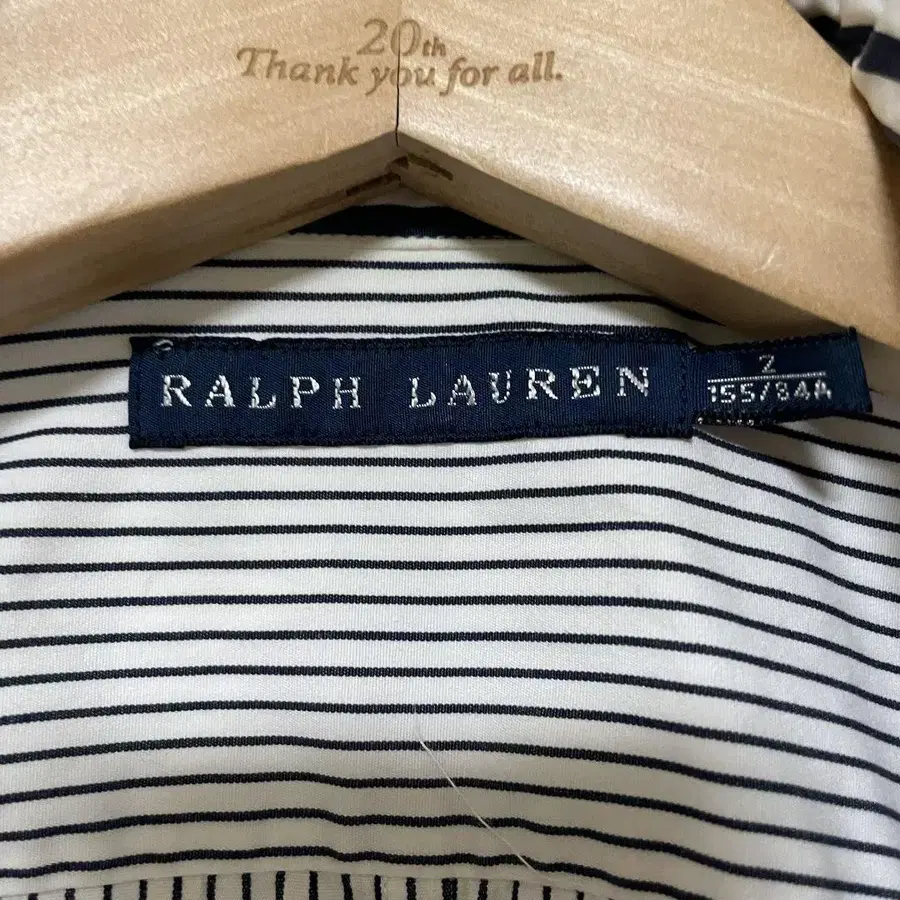 20th
Thank you for all.
RALPH LAUREN
2
155/84A